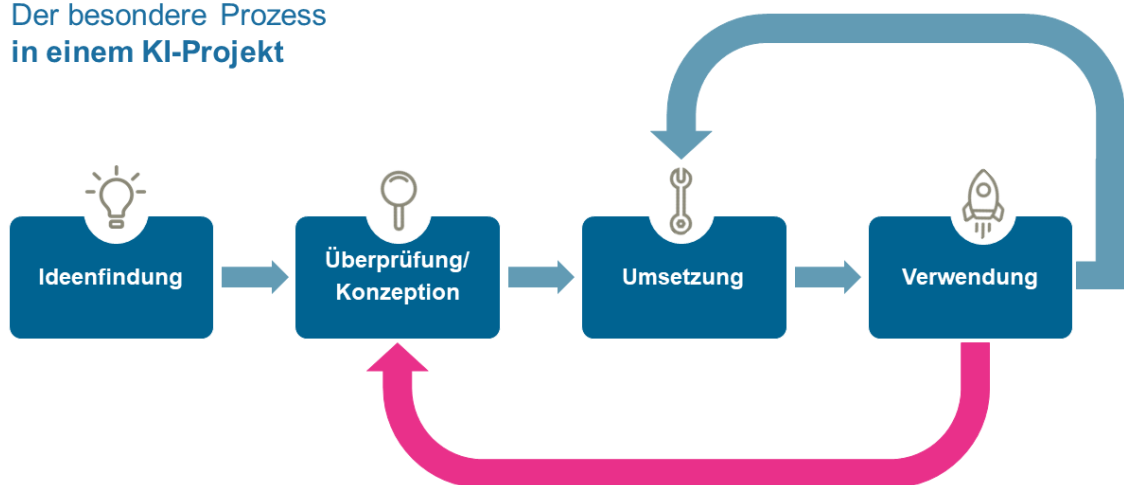 Der besondere Prozess
in einem KI-Projekt
Ideenfindung
Überprüfung/
Konzeption
Umsetzung
Verwendung